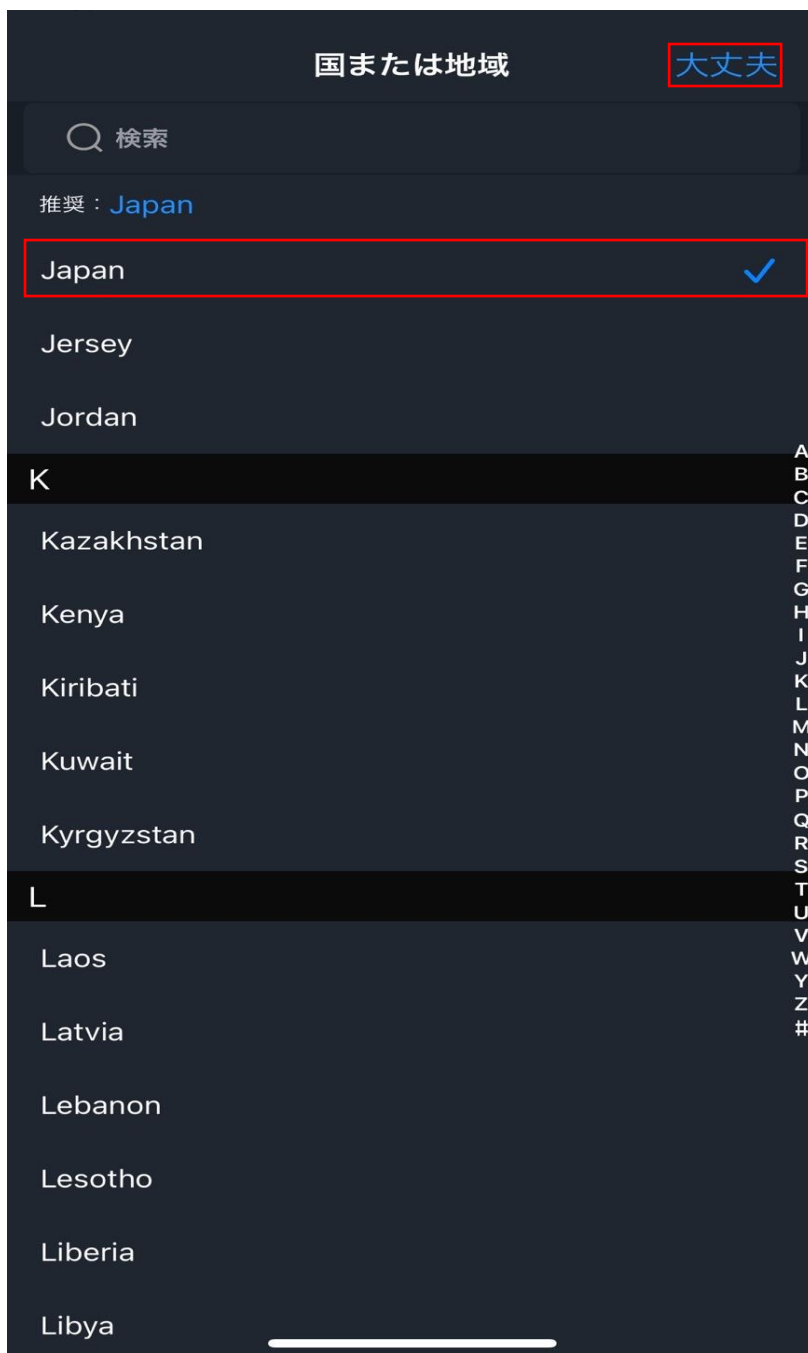 国または地域 大丈夫
検索
推奨：Japan
Japan
Jersey
Jordan
K
Kazakhstan
Kenya
Kiribati
Kuwait
Kyrgyzstan
L
Laos
Latvia
Lebanon
Lesotho
Liberia
Libya
A
B
C
D
E
F
G
H
I
J
K
L
M
N
O
P
Q
R
S
T
U
V
W
Y
Z
#